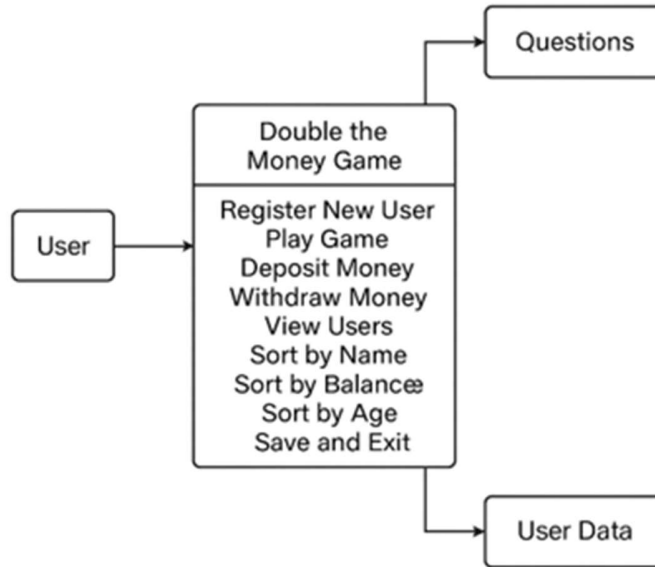 Questions
Double the
Money Game
User
Register New User
Play Game
Deposit Money
Withdraw Money
View Users
Sort by Name
Sort by Balancee
Sort by Age
Save and Exit
User Data